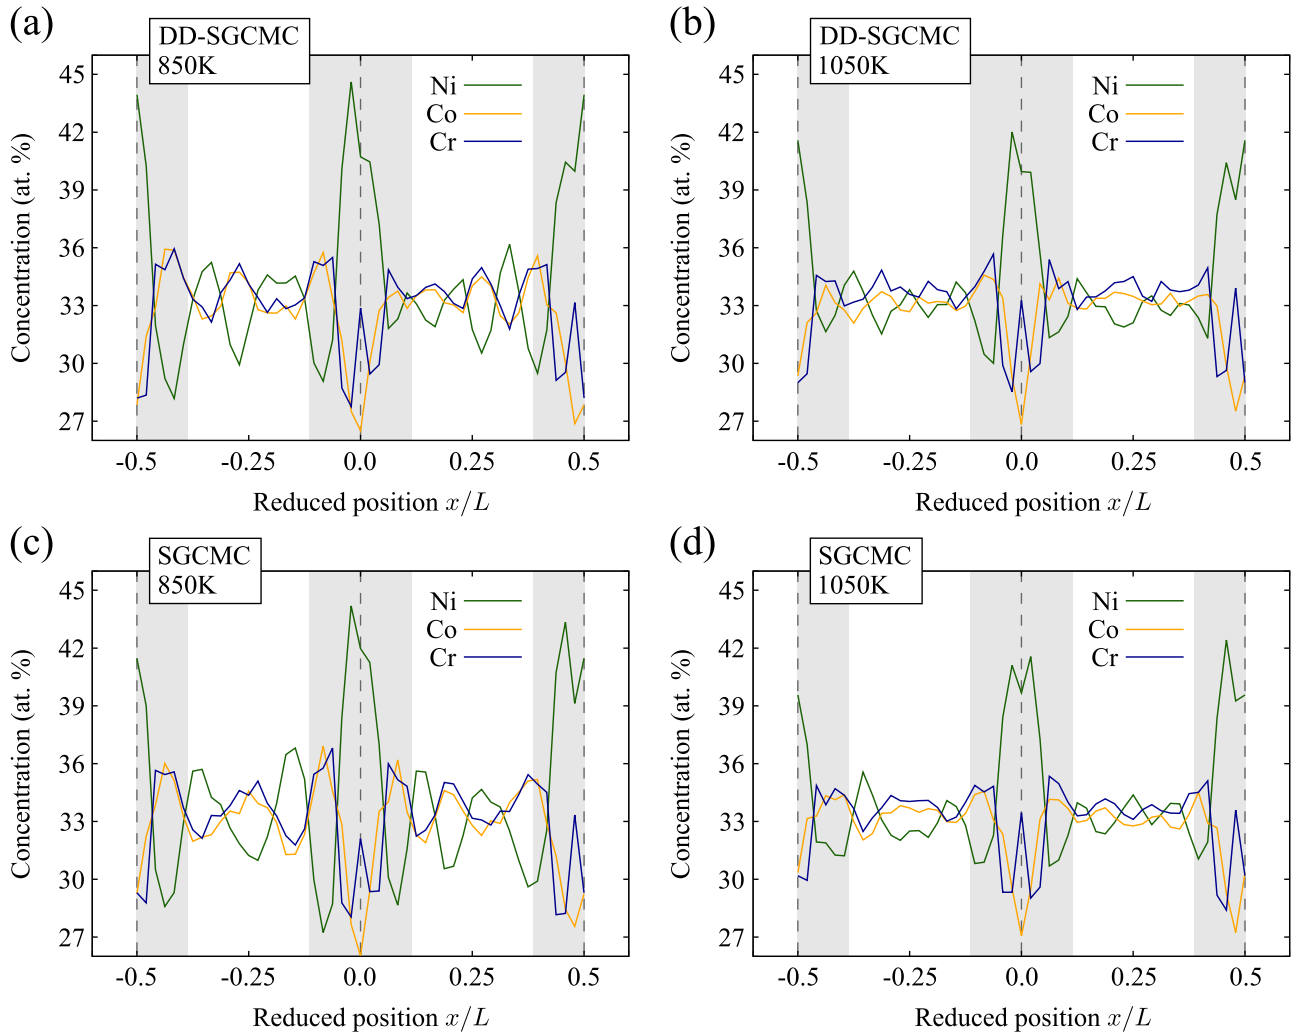 (a)
DD-SGCMC
850K
Ni
Co
Cr
45
42
39
36
33
30
27
Concentration (at. %)
-0.5
-0.25
0.0
0.25
0.5
Reduced position x/L
(b)
DD-SGCMC
1050K
Ni
Co
Cr
45
42
39
36
33
30
27
Concentration (at. %)
-0.5
-0.25
0.0
0.25
0.5
Reduced position x/L
(c)
SGCMC
850K
Ni
Co
Cr
45
42
39
36
33
30
27
Concentration (at. %)
-0.5
-0.25
0.0
0.25
0.5
Reduced position x/L
(d)
SGCMC
1050K
Ni
Co
Cr
45
42
39
36
33
30
27
Concentration (at. %)
-0.5
-0.25
0.0
0.25
0.5
Reduced position x/L